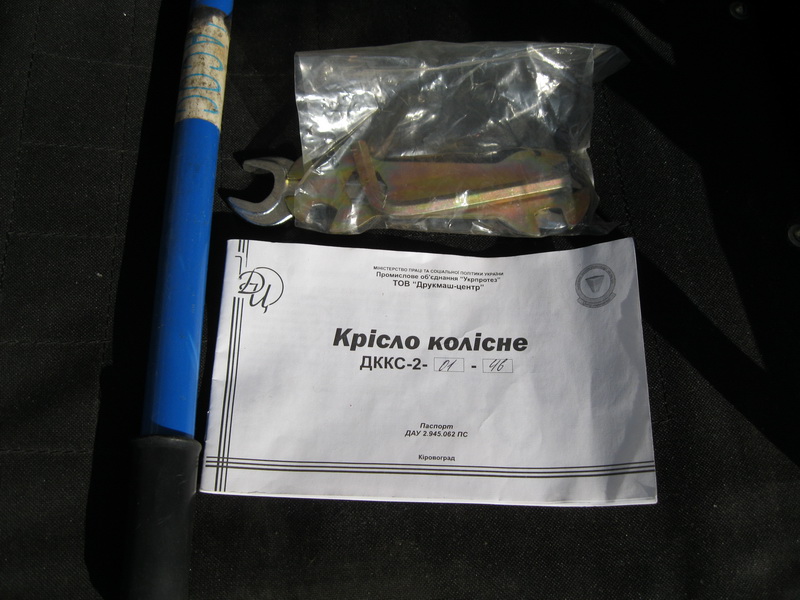 МІНІСТЕРСТВО ПРАЦІ ТА СОЦІАЛЬНОЇ ПОЛІТИКИ УКРАЇНИ
Промислове об'єднання "Укрпротез"
ТОВ "Друкмаш-центр"
ДЦ
Крісло колісне
ДККС-2- 01 - 46
Паспорт
ДАУ 2.945.062 ПС
Кіровоград